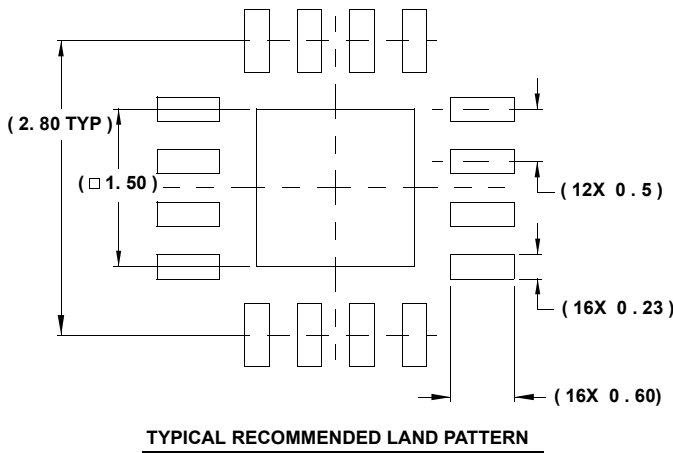 ( 2. 80 TYP )
( □ 1. 50 )
( 12X 0 . 5 )
( 16X 0 . 23 )
( 16X 0 . 60)
TYPICAL RECOMMENDED LAND PATTERN